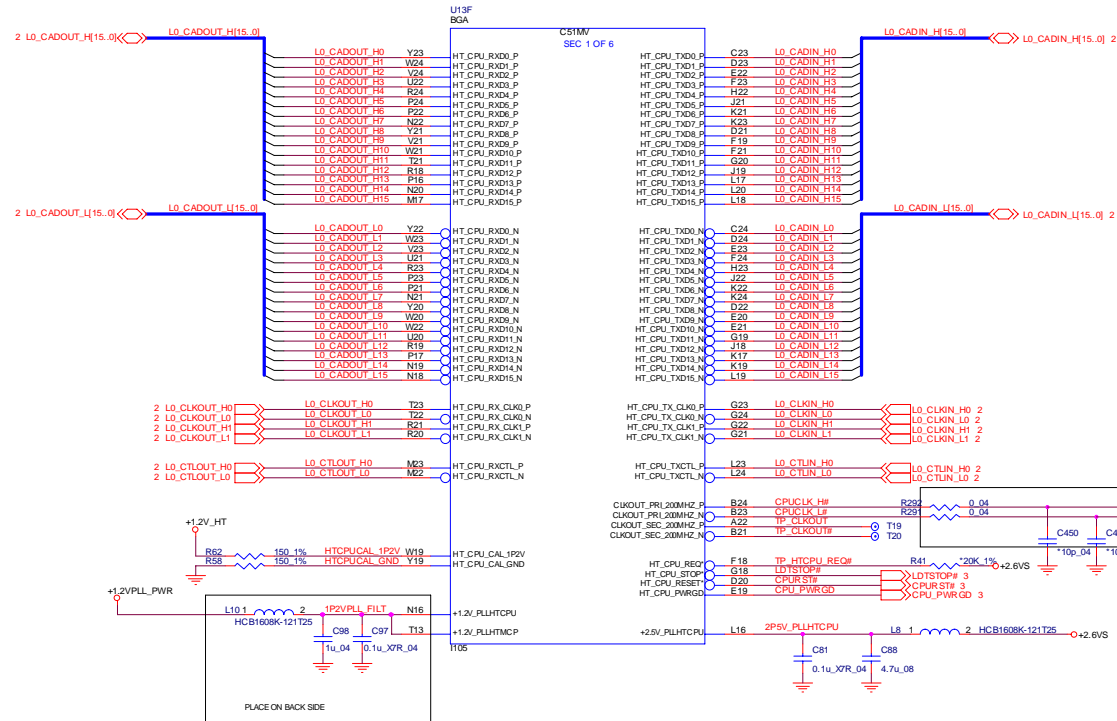 U13F
BGA
C51MV
SEC 1 OF 6
2 L0_CADOUT_H[15..0] L0_CADOUT_H[15..0] L0_CADIN_H[15..0] L0_CADIN_H[15..0] 2
L0_CADOUT_H0 Y23 HT_CPU_RXD0_P HT_CPU_TXD0_P C23 L0_CADIN_H0
L0_CADOUT_H1 W24 HT_CPU_RXD1_P HT_CPU_TXD1_P D23 L0_CADIN_H1
L0_CADOUT_H2 V24 HT_CPU_RXD2_P HT_CPU_TXD2_P E22 L0_CADIN_H2
L0_CADOUT_H3 U22 HT_CPU_RXD3_P HT_CPU_TXD3_P F23 L0_CADIN_H3
L0_CADOUT_H4 R24 HT_CPU_RXD4_P HT_CPU_TXD4_P H22 L0_CADIN_H4
L0_CADOUT_H5 P24 HT_CPU_RXD5_P HT_CPU_TXD5_P J21 L0_CADIN_H5
L0_CADOUT_H6 P22 HT_CPU_RXD6_P HT_CPU_TXD6_P K21 L0_CADIN_H6
L0_CADOUT_H7 N22 HT_CPU_RXD7_P HT_CPU_TXD7_P K23 L0_CADIN_H7
L0_CADOUT_H8 Y21 HT_CPU_RXD8_P HT_CPU_TXD8_P D21 L0_CADIN_H8
L0_CADOUT_H9 V21 HT_CPU_RXD9_P HT_CPU_TXD9_P F19 L0_CADIN_H9
L0_CADOUT_H10 W21 HT_CPU_RXD10_P HT_CPU_TXD10_P F21 L0_CADIN_H10
L0_CADOUT_H11 T21 HT_CPU_RXD11_P HT_CPU_TXD11_P G20 L0_CADIN_H11
L0_CADOUT_H12 R18 HT_CPU_RXD12_P HT_CPU_TXD12_P J19 L0_CADIN_H12
L0_CADOUT_H13 P16 HT_CPU_RXD13_P HT_CPU_TXD13_P L17 L0_CADIN_H13
L0_CADOUT_H14 N20 HT_CPU_RXD14_P HT_CPU_TXD14_P L20 L0_CADIN_H14
L0_CADOUT_H15 M17 HT_CPU_RXD15_P HT_CPU_TXD15_P L18 L0_CADIN_H15
2 L0_CADOUT_L[15..0] L0_CADOUT_L[15..0] L0_CADIN_L[15..0] L0_CADIN_L[15..0] 2
L0_CADOUT_L0 Y22 HT_CPU_RXD0_N HT_CPU_TXD0_N C24 L0_CADIN_L0
L0_CADOUT_L1 W23 HT_CPU_RXD1_N HT_CPU_TXD1_N D24 L0_CADIN_L1
L0_CADOUT_L2 V23 HT_CPU_RXD2_N HT_CPU_TXD2_N E23 L0_CADIN_L2
L0_CADOUT_L3 U21 HT_CPU_RXD3_N HT_CPU_TXD3_N F24 L0_CADIN_L3
L0_CADOUT_L4 R23 HT_CPU_RXD4_N HT_CPU_TXD4_N H23 L0_CADIN_L4
L0_CADOUT_L5 P23 HT_CPU_RXD5_N HT_CPU_TXD5_N J22 L0_CADIN_L5
L0_CADOUT_L6 P21 HT_CPU_RXD6_N HT_CPU_TXD6_N K22 L0_CADIN_L6
L0_CADOUT_L7 N21 HT_CPU_RXD7_N HT_CPU_TXD7_N K24 L0_CADIN_L7
L0_CADOUT_L8 Y20 HT_CPU_RXD8_N HT_CPU_TXD8_N D22 L0_CADIN_L8
L0_CADOUT_L9 W20 HT_CPU_RXD9_N HT_CPU_TXD9_N E20 L0_CADIN_L9
L0_CADOUT_L10 W22 HT_CPU_RXD10_N HT_CPU_TXD10_N E21 L0_CADIN_L10
L0_CADOUT_L11 U20 HT_CPU_RXD11_N HT_CPU_TXD11_N G19 L0_CADIN_L11
L0_CADOUT_L12 R19 HT_CPU_RXD12_N HT_CPU_TXD12_N J18 L0_CADIN_L12
L0_CADOUT_L13 P17 HT_CPU_RXD13_N HT_CPU_TXD13_N K17 L0_CADIN_L13
L0_CADOUT_L14 N19 HT_CPU_RXD14_N HT_CPU_TXD14_N K19 L0_CADIN_L14
L0_CADOUT_L15 N18 HT_CPU_RXD15_N HT_CPU_TXD15_N L19 L0_CADIN_L15
2 L0_CLKOUT_H0 L0_CLKOUT_H0 T23 HT_CPU_RX_CLK0_P HT_CPU_TX_CLK0_P G23 L0_CLKIN_H0 L0_CLKIN_H0 2
2 L0_CLKOUT_L0 L0_CLKOUT_L0 T22 HT_CPU_RX_CLK0_N HT_CPU_TX_CLK0_N G24 L0_CLKIN_L0 L0_CLKIN_L0 2
2 L0_CLKOUT_H1 L0_CLKOUT_H1 R21 HT_CPU_RX_CLK1_P HT_CPU_TX_CLK1_P G22 L0_CLKIN_H1 L0_CLKIN_H1 2
2 L0_CLKOUT_L1 L0_CLKOUT_L1 R20 HT_CPU_RX_CLK1_N HT_CPU_TX_CLK1_N G21 L0_CLKIN_L1 L0_CLKIN_L1 2
2 L0_CTLOUT_H0 L0_CTLOUT_H0 M23 HT_CPU_RXCTL_P HT_CPU_TXCTL_P L23 L0_CTLIN_H0 L0_CTLIN_H0 2
2 L0_CTLOUT_L0 L0_CTLOUT_L0 M22 HT_CPU_RXCTL_N HT_CPU_TXCTL_N L24 L0_CTLIN_L0 L0_CTLIN_L0 2
CLKOUT_PRI_200MHZ_P B24 CPUCLK_H# R292 0_04
CLKOUT_PRI_200MHZ_N B23 CPUCLK_L# R291 0_04
CLKOUT_SEC_200MHZ_P A22 TP_CLKOUT T19
CLKOUT_SEC_200MHZ_N B21 TP_CLKOUT# T20
C450
*10p_04
+1.2V_HT
R62 150_1% HTCPUCAL_1P2V W19 HT_CPU_CAL_1P2V
R58 150_1% HTCPUCAL_GND Y19 HT_CPU_CAL_GND
HT_CPU_REQ* F18 TP_HTCPU_REQ# R41 *20K_1% +2.6VS
HT_CPU_STOP* G18 LDTSTOP# LDTSTOP# 3
HT_CPU_RESET* D20 CPURST# CPURST# 3
HT_CPU_PWRGD E19 CPU_PWRGD CPU_PWRGD 3
+1.2VPLL_PWR
L10 1 2 1P2VPLL_FILT N16 +1.2V_PLLHTCPU
HCB1608K-121T25
T13 +1.2V_PLLHTMCP
C98 C97
1u_04 0.1u_X7R_04
I105
+2.5V_PLLHTCPU L16 2P5V_PLLHTCPU L8 1 2 HCB1608K-121T25 +2.6VS
C81 C88
0.1u_X7R_04 4.7u_08
PLACE ON BACK SIDE